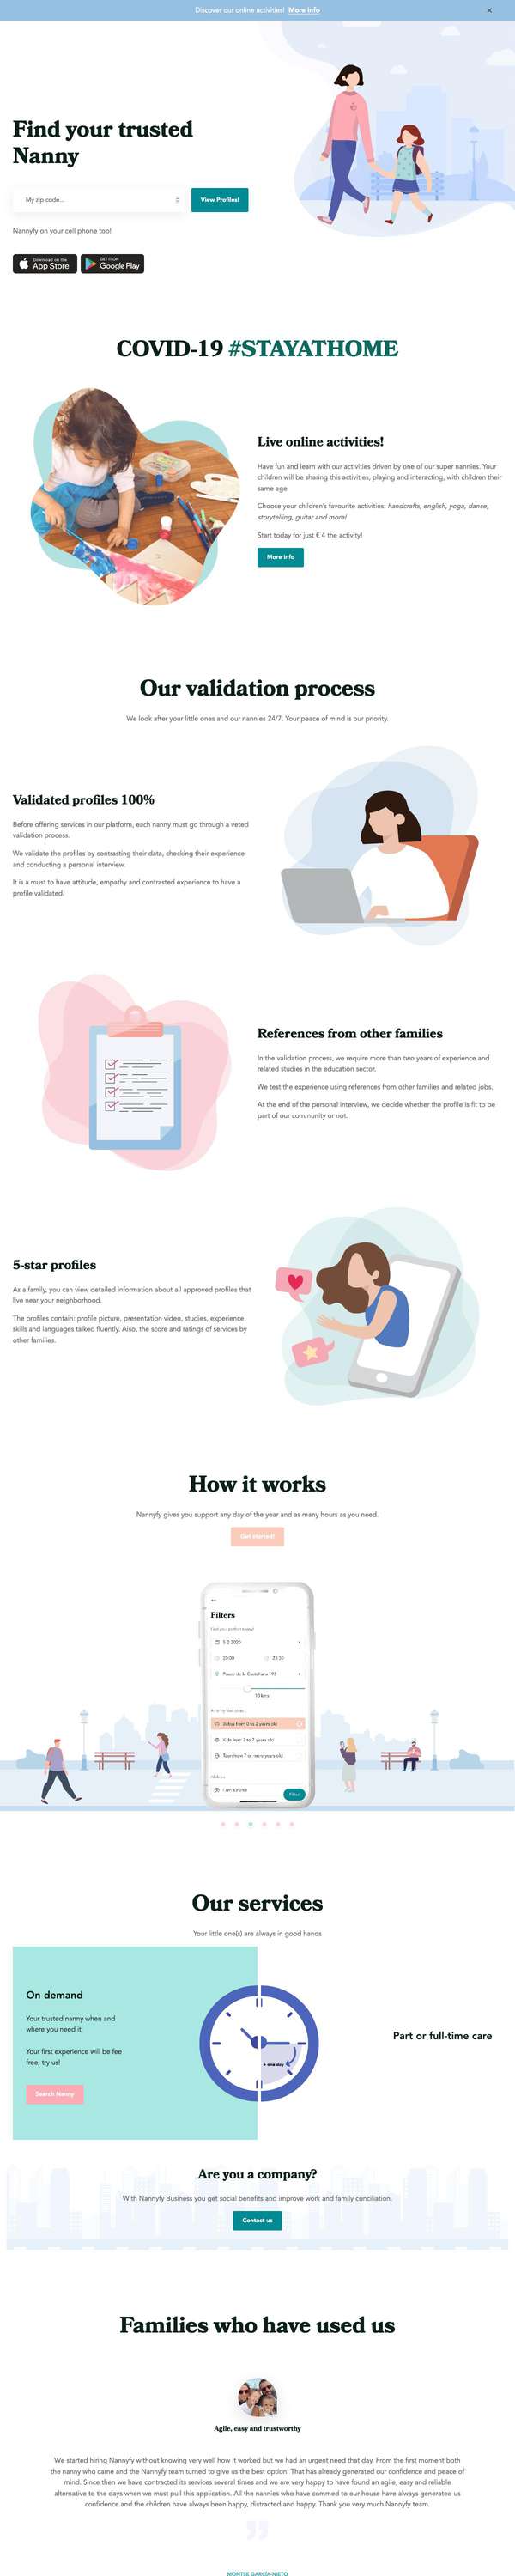 Discover our online activities! More Info ×
Find your trusted
Nanny
My zip code...
View Profiles!
Nannyfy on your cell phone too!
Download on the
App Store
GET IT ON
Google Play
COVID-19 #STAYATHOME
Live online activities!
Have fun and learn with our activities driven by one of our super nannies. Your
children will be sharing this activities, playing and interacting, with children their
same age.
Choose your children's favourite activities: handcrafts, english, yoga, dance,
storytelling, guitar and more!
Start today for just € 4 the activity!
More Info
Our validation process
We look after your little ones and our nannies 24/7. Your peace of mind is our priority.
Validated profiles 100%
Before offering services in our platform, each nanny must go through a veted
validation process.
We validate the profiles by contrasting their data, checking their experience
and conducting a personal interview.
It is a must to have attitude, empathy and contrasted experience to have a
profile validated.
References from other families
In the validation process, we require more than two years of experience and
related studies in the education sector.
We test the experience using references from other families and related jobs.
At the end of the personal interview, we decide whether the profile is fit to be
part of our community or not.
5-star profiles
As a family, you can view detailed information about all approved profiles that
live near your neighborhood.
The profiles contain: profile picture, presentation video, studies, experience,
skills and languages talked fluently. Also, the score and ratings of services by
other families.
How it works
Nannyfy gives you support any day of the year and as many hours as you need.
Get started!
Filters
5.2.2020
10 kms
Filter
Our services
Your little one(s) are always in good hands
On demand
Your trusted nanny when and
where you need it.
Your first experience will be fee
free, try us!
Search Nanny
+ one day
Part or full-time care
Are you a company?
With Nannyfy Business you get social benefits and improve work and family conciliation.
Contact us
Families who have used us
Agile, easy and trustworthy
We started hiring Nannyfy without knowing very well how it worked but we had an urgent need that day. From the first moment both
the nanny who came and the Nannyfy team turned to give us the best option. That has already generated our confidence and peace of
mind. Since then we have contracted its services several times and we are very happy to have found an agile, easy and reliable
alternative to the days when we must pull this application. All the nannies who have commed to our house have always generated us
confidence and the children have always been happy, distracted and happy. Thank you very much Nannyfy team.
MONTSE GARCÍA-NIETO